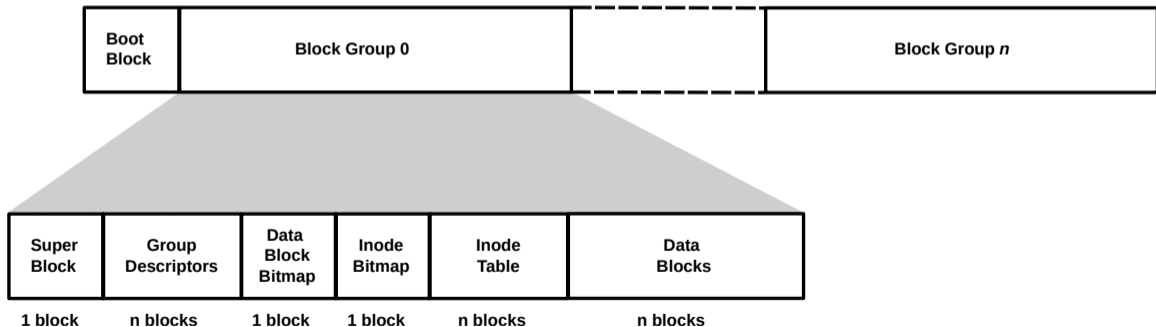 Boot
Block
Block Group 0
Block Group n
Super
Block
Group
Descriptors
Data
Block
Bitmap
Inode
Bitmap
Inode
Table
Data
Blocks
1 block
n blocks
1 block
1 block
n blocks
n blocks